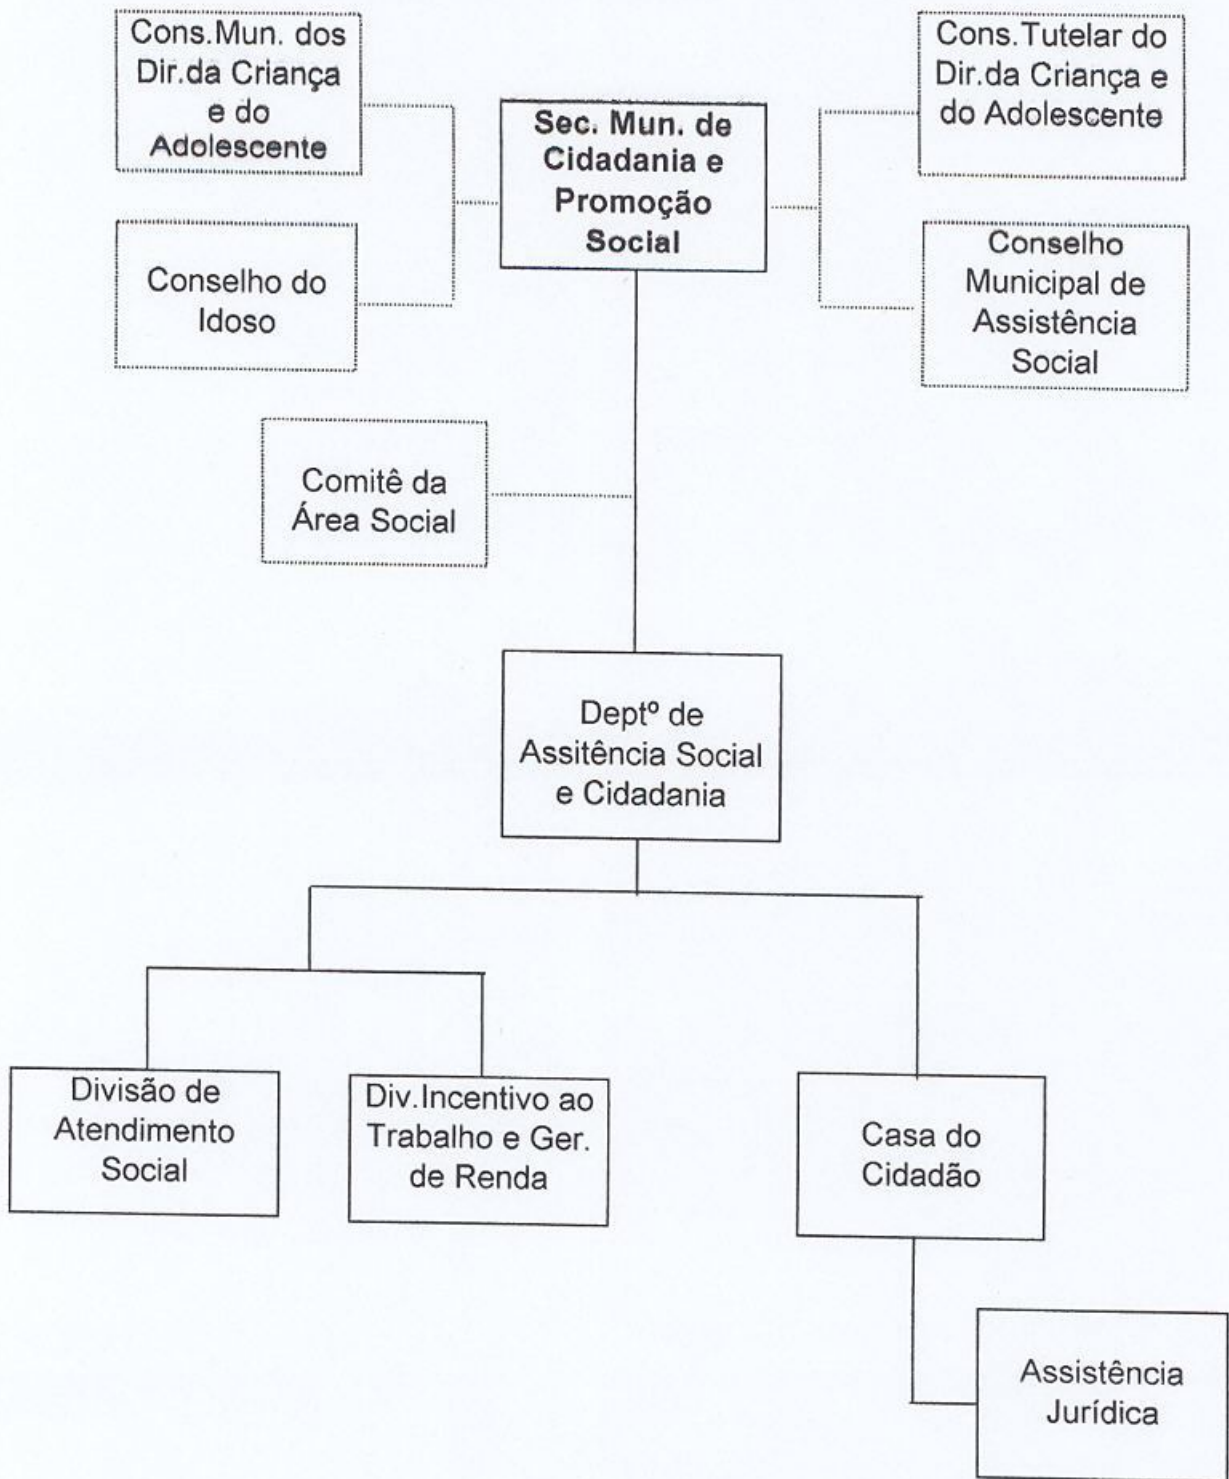 Cons.Mun. dos
Dir.da Criança
e do
Adolescente
Sec. Mun. de
Cidadania e
Promoção
Social
Cons.Tutelar do
Dir.da Criança e
do Adolescente
Conselho do
Idoso
Conselho
Municipal de
Assistência
Social
Comitê da
Área Social
Deptº de
Assitência Social
e Cidadania
Divisão de
Atendimento
Social
Div.Incentivo ao
Trabalho e Ger.
de Renda
Casa do
Cidadão
Assistência
Jurídica